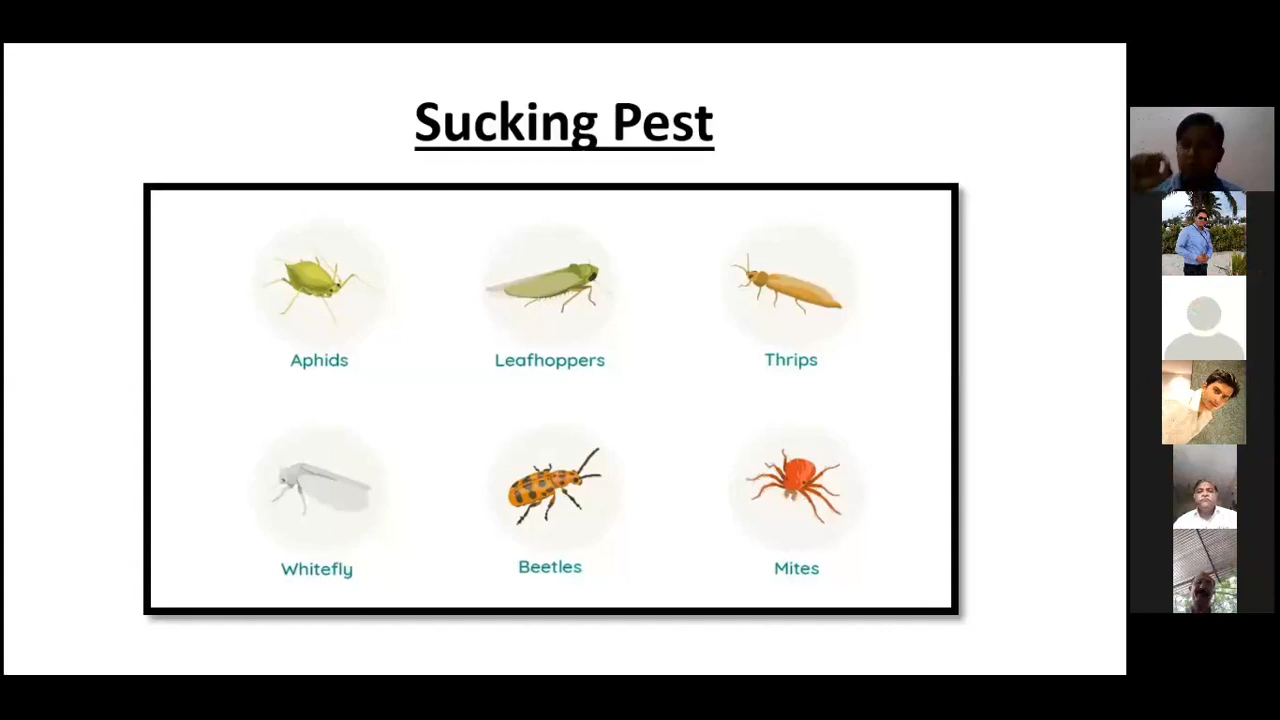 Sucking Pest
Aphids
Leafhoppers
Thrips
Whitefly
Beetles
Mites